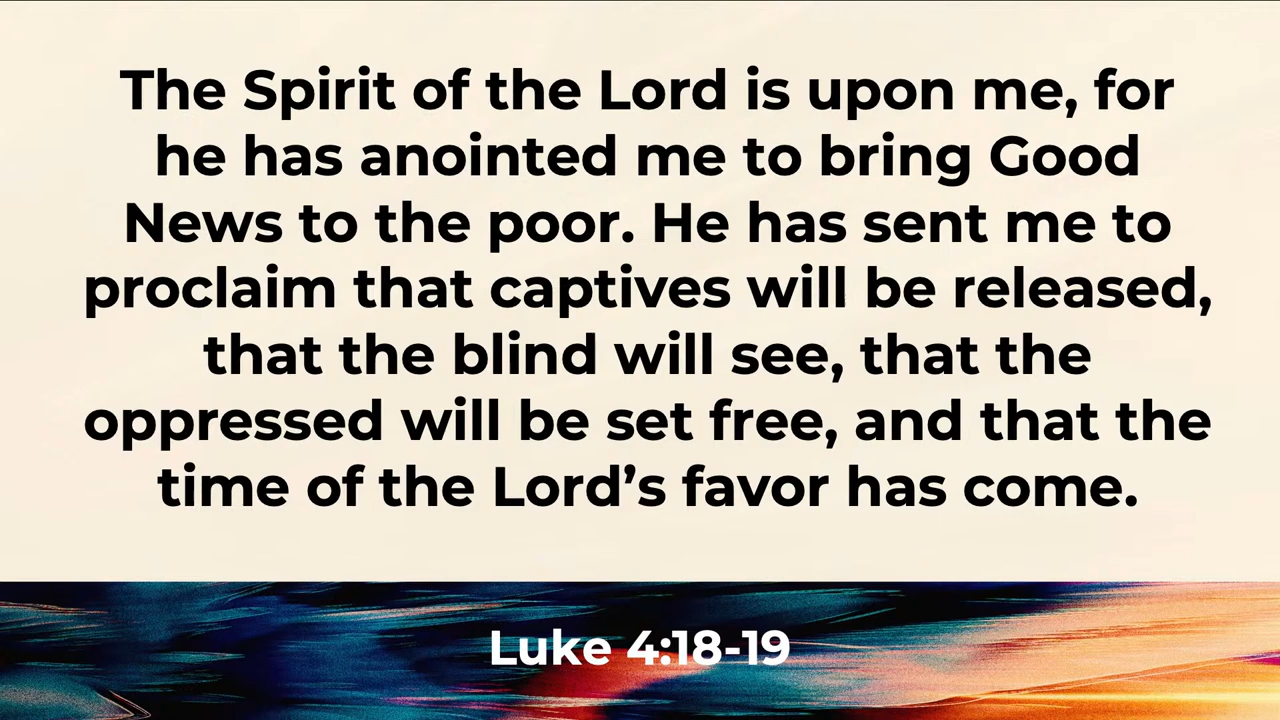 The Spirit of the Lord is upon me, for
he has anointed me to bring Good
News to the poor. He has sent me to
proclaim that captives will be released,
that the blind will see, that the
oppressed will be set free, and that the
time of the Lord’s favor has come.
Luke 4:18-19